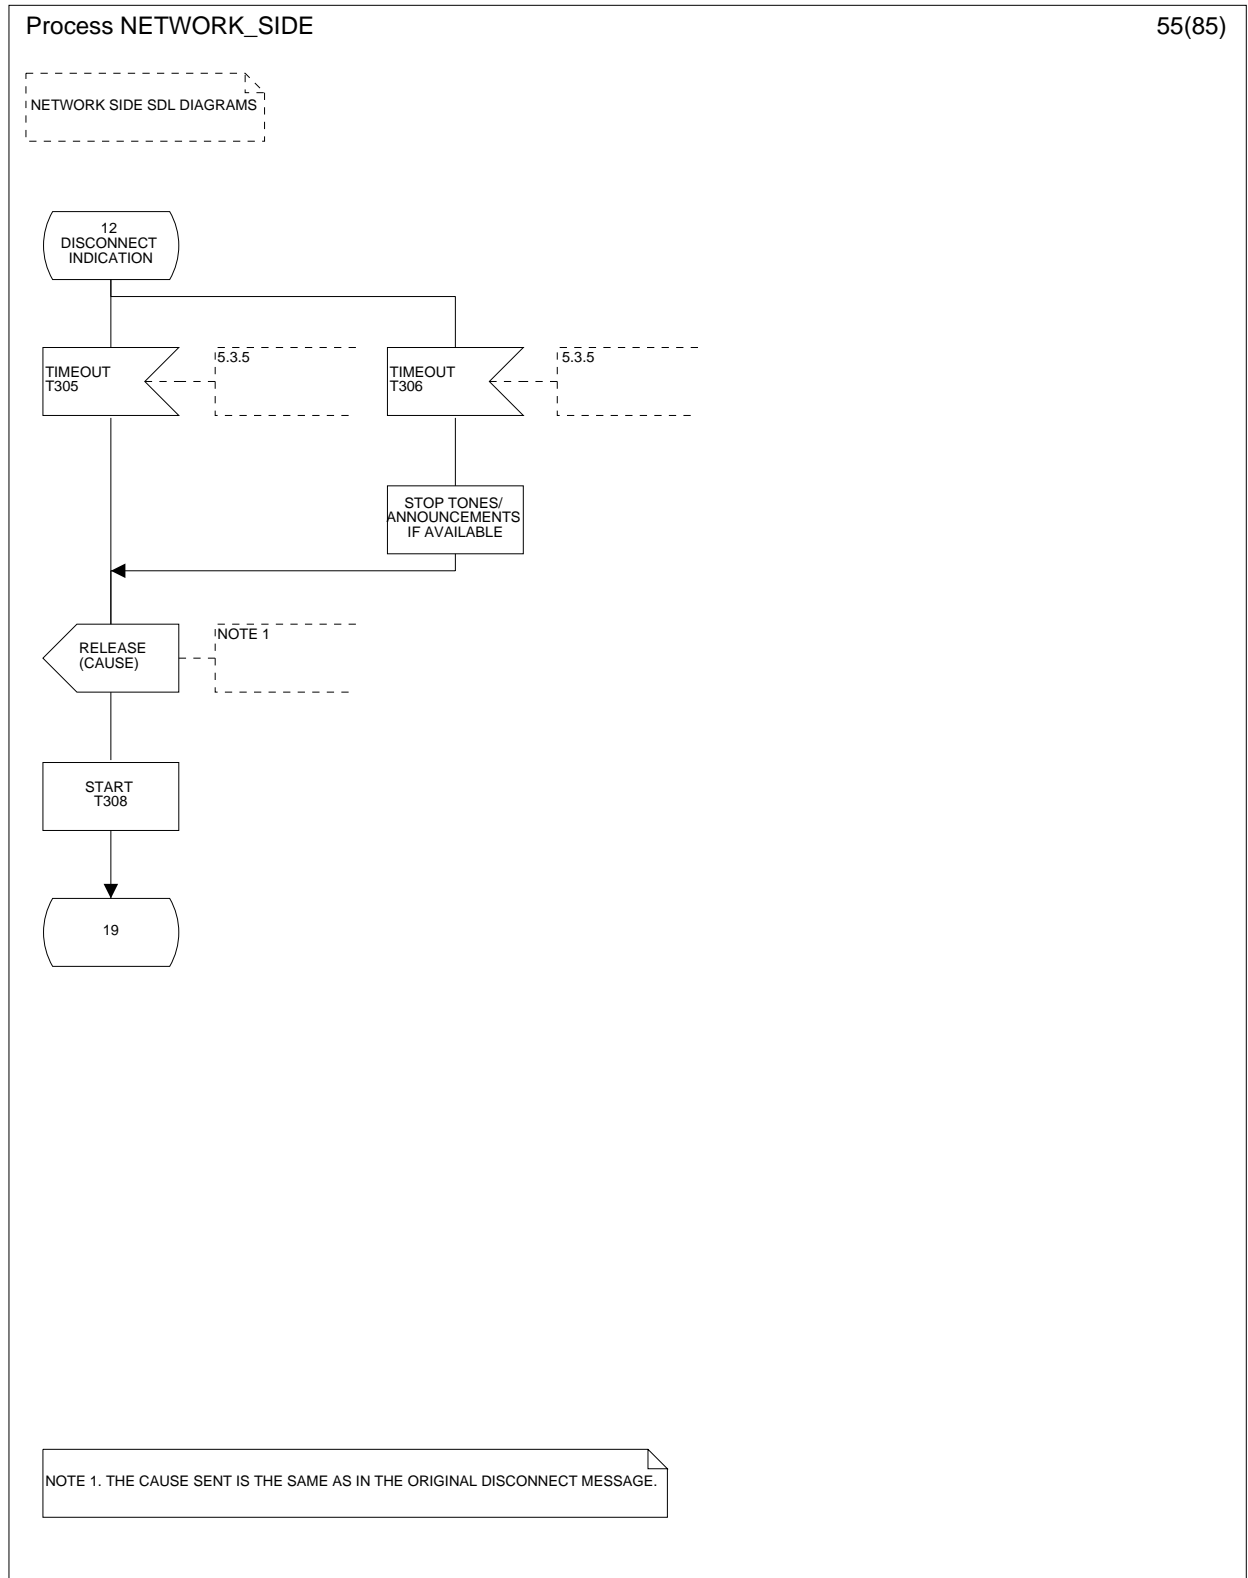 Process NETWORK_SIDE
55(85)
NETWORK SIDE SDL DIAGRAMS
12
DISCONNECT
INDICATION
TIMEOUT
T305
5.3.5
TIMEOUT
T306
5.3.5
STOP TONES/
ANNOUNCEMENTS
IF AVAILABLE
RELEASE
(CAUSE)
NOTE 1
START
T308
19
NOTE 1. THE CAUSE SENT IS THE SAME AS IN THE ORIGINAL DISCONNECT MESSAGE.